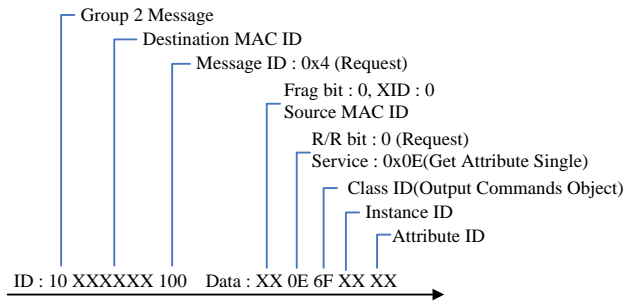 Group 2 Message
Destination MAC ID
Message ID : 0x4 (Request)
Frag bit : 0, XID : 0
Source MAC ID
R/R bit : 0 (Request)
Service : 0x0E(Get Attribute Single)
Class ID(Output Commands Object)
Instance ID
Attribute ID
ID : 10 XXXXXX 100 Data : XX 0E 6F XX XX